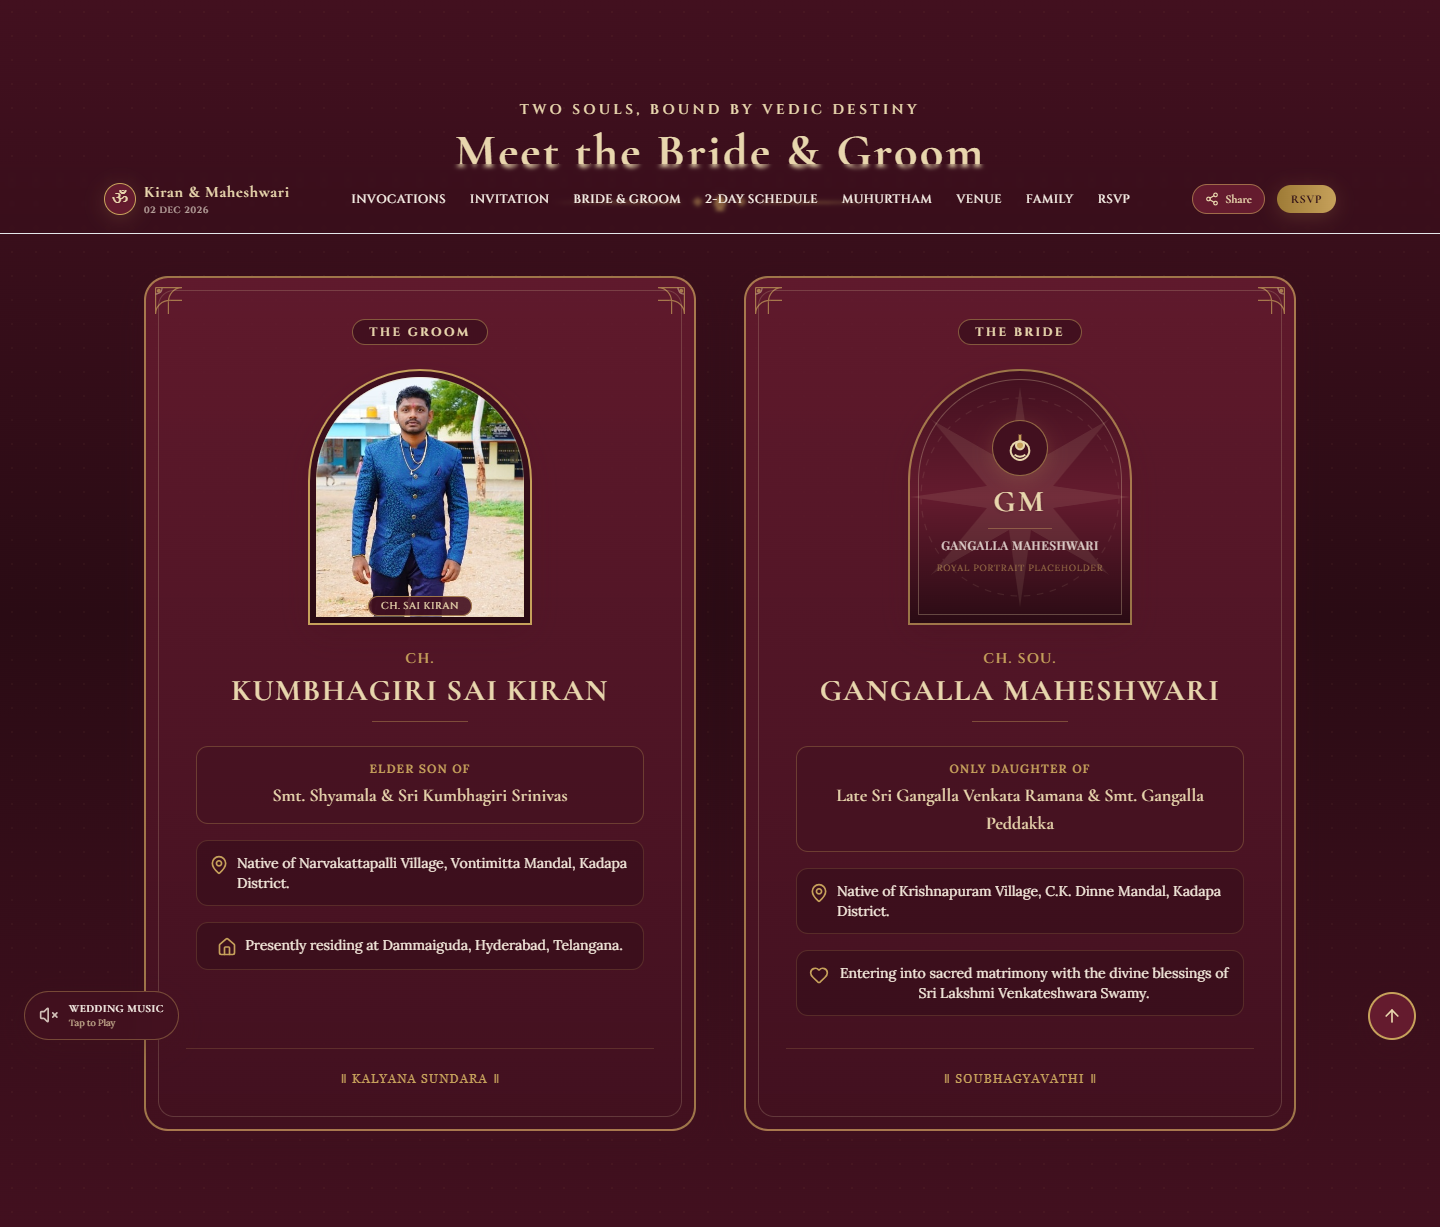 TWO SOULS, BOUND BY VEDIC DESTINY
Meet the Bride & Groom
ॐ
Kiran & Maheshwari
02 DEC 2026
INVOCATIONS
INVITATION
BRIDE & GROOM
2-DAY SCHEDULE
MUHURTHAM
VENUE
FAMILY
RSVP
Share
RSVP
THE GROOM
CH. SAI KIRAN
CH.
KUMBHAGIRI SAI KIRAN
ELDER SON OF
Smt. Shyamala & Sri Kumbhagiri Srinivas
Native of Narvakattapalli Village, Vontimitta Mandal, Kadapa
District.
Presently residing at Dammaiguda, Hyderabad, Telangana.
॥ KALYANA SUNDARA ॥
THE BRIDE
GM
GANGALLA MAHESHWARI
ROYAL PORTRAIT PLACEHOLDER
CH. SOU.
GANGALLA MAHESHWARI
ONLY DAUGHTER OF
Late Sri Gangalla Venkata Ramana & Smt. Gangalla
Peddakka
Native of Krishnapuram Village, C.K. Dinne Mandal, Kadapa
District.
Entering into sacred matrimony with the divine blessings of
Sri Lakshmi Venkateshwara Swamy.
॥ SOUBHAGYAVATHI ॥
WEDDING MUSIC
Tap to Play